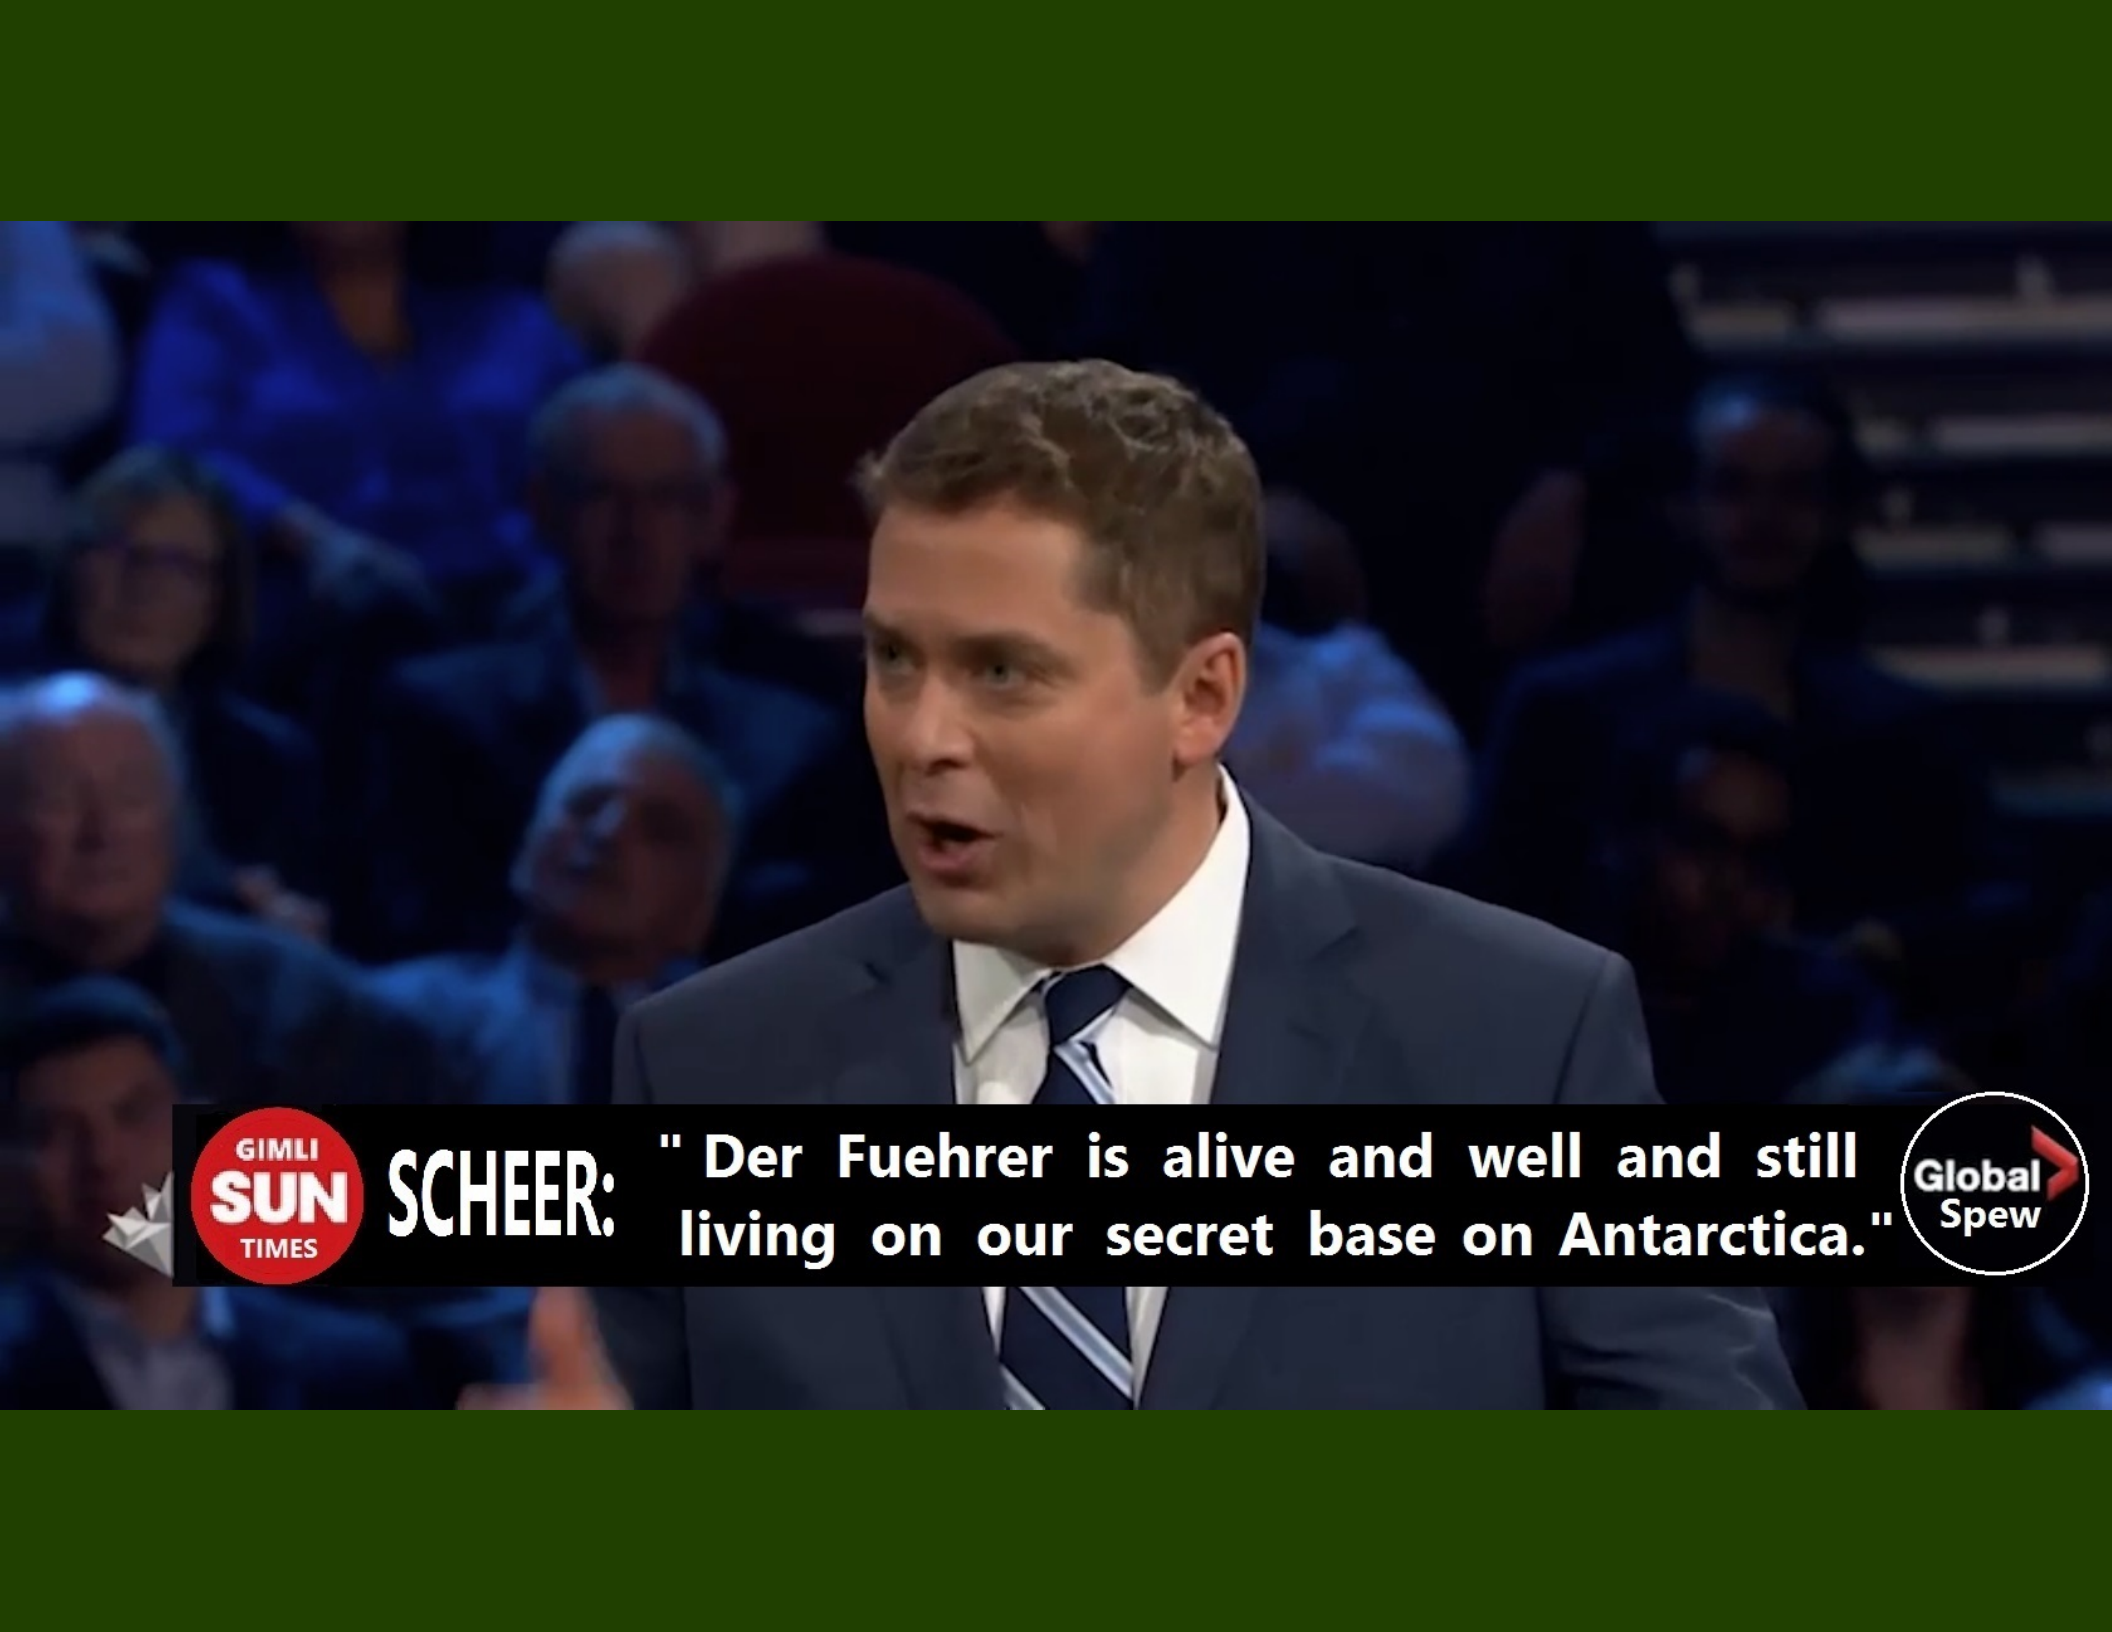 GIMLI
SUN
TIMES
SCHEER:
" Der Fuehrer is alive and well and still
living on our secret base on Antarctica."
Global
Spew